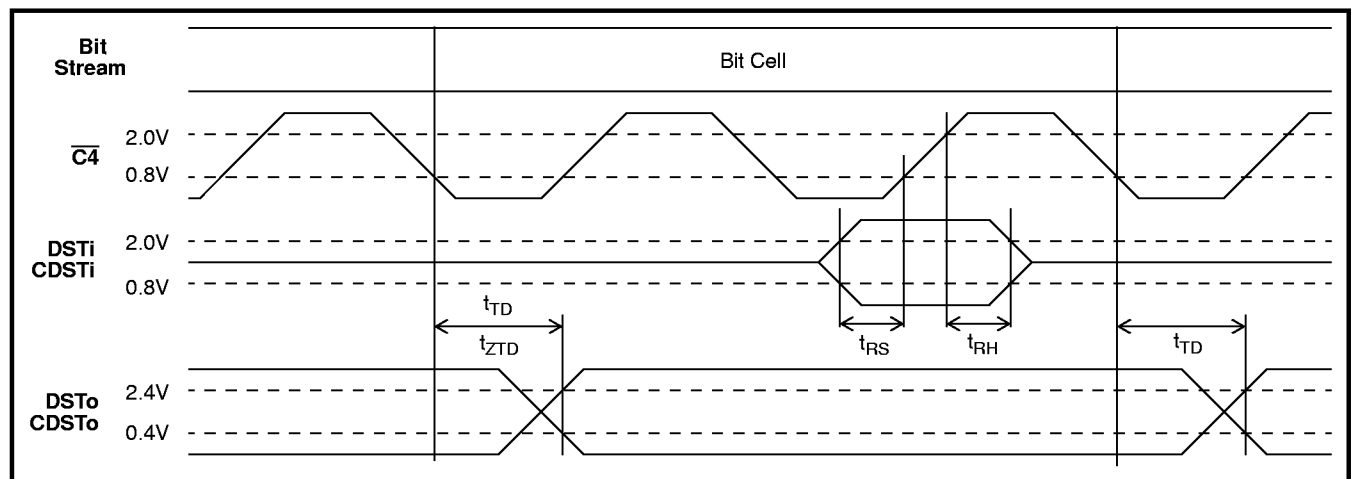 Bit
Stream
Bit Cell
2.0V
C4
0.8V
DSTi
CDSTi
2.0V
0.8V
tTD
tZTD
tRS
tRH
tTD
DSTo
CDSTo
2.4V
0.4V